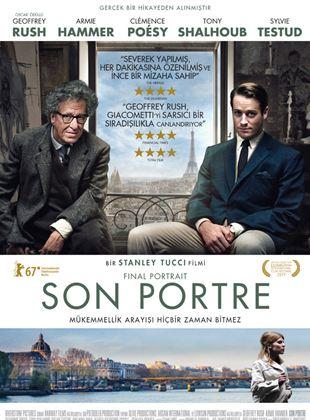 GERÇEK BİR HİKAYEDEN ALINMIŞTIR
OSCAR ÖDÜLLÜ
GEOFFREY RUSH
ARMIE HAMMER
CLÉMENCE POÉSY
TONY SHALHOUB
SYLVIE TESTUD
"SEVEREK YAPILMIŞ,
HER DAKİKASINA ÖZENİLMİŞ VE
İNCE BİR MİZAHA SAHİP"
★★★★
★★★★
THE GUARDIAN
"GEOFFREY RUSH,
GIACOMETTI'Yİ SARSICI BİR
SIRADIŞILIKLA CANLANDIRIYOR"
★★★★
FINANCIAL TIMES
★★★★
TOTAL FILM
BİR STANLEY TUCCI FİLMİ
67
FINAL PORTRAIT
SON PORTRE
MÜKEMMELLİK ARAYIŞI HİÇBİR ZAMAN BİTMEZ